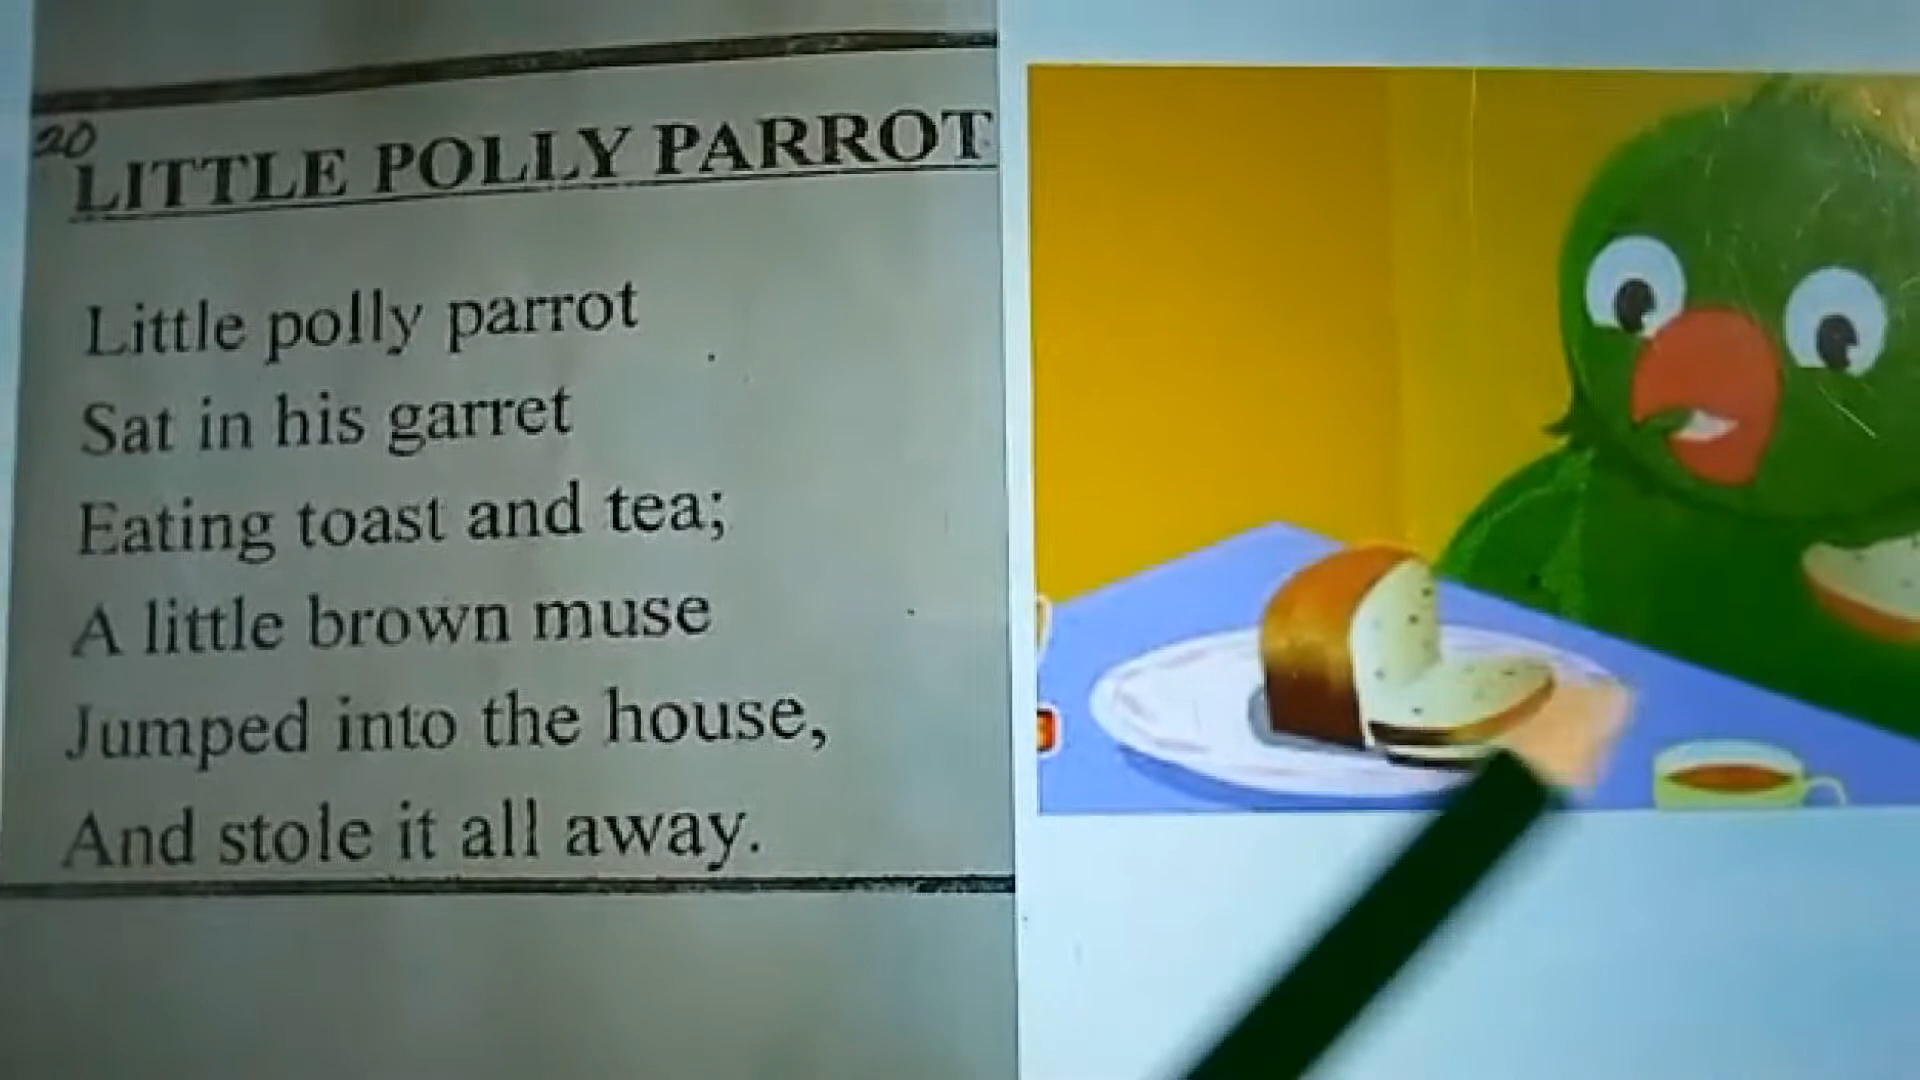 20
LITTLE POLLY PARROT
Little polly parrot
Sat in his garret
Eating toast and tea;
A little brown muse
Jumped into the house,
And stole it all away.